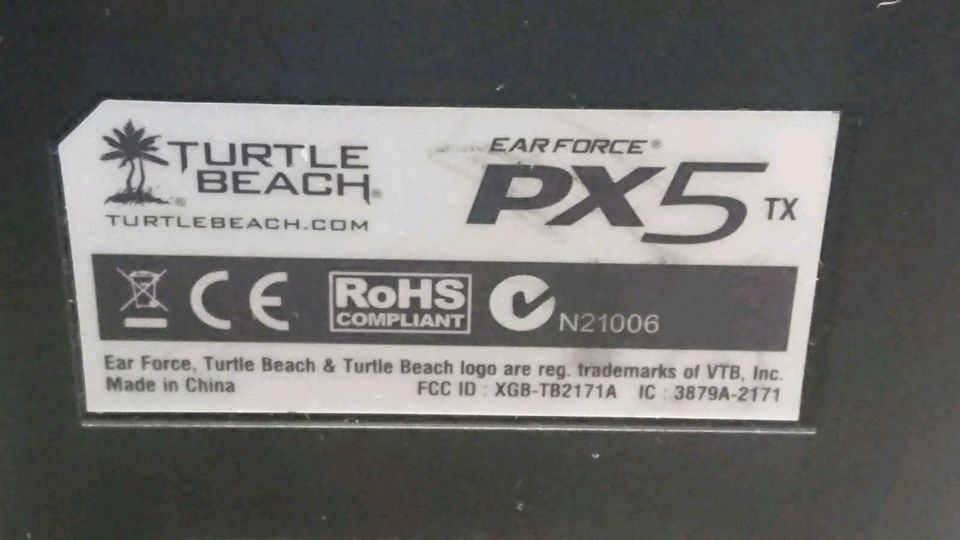 TURTLE
BEACH®
TURTLEBEACH.COM
EAR FORCE®
PX5 TX
CE
RoHS
COMPLIANT
N21006
Ear Force, Turtle Beach & Turtle Beach logo are reg. trademarks of VTB, Inc.
Made in China FCC ID : XGB-TB2171A IC : 3879A-2171